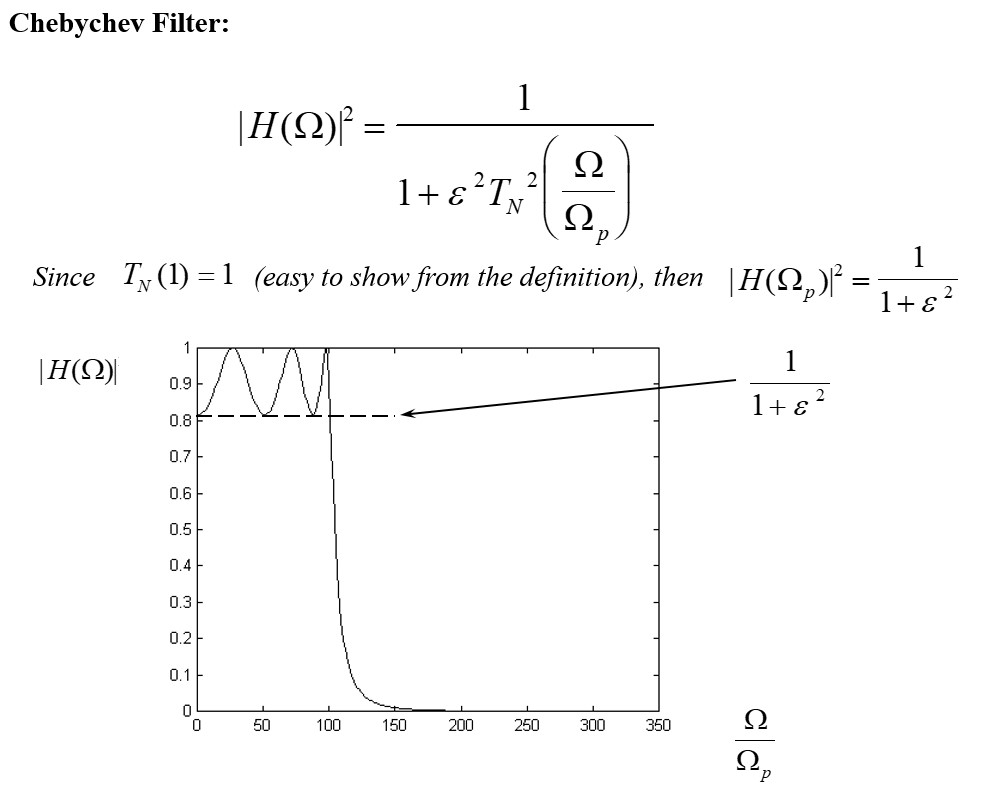 Chebychev Filter:
|H(Ω)|² = 1 / (1 + ε² T_N² (Ω / Ω_p))
Since T_N(1) = 1 (easy to show from the definition), then |H(Ω_p)|² = 1 / (1 + ε²)
|H(Ω)|
1
0.9
0.8
0.7
0.6
0.5
0.4
0.3
0.2
0.1
0
1 / (1 + ε²)
0 50 100 150 200 250 300 350
Ω / Ω_p